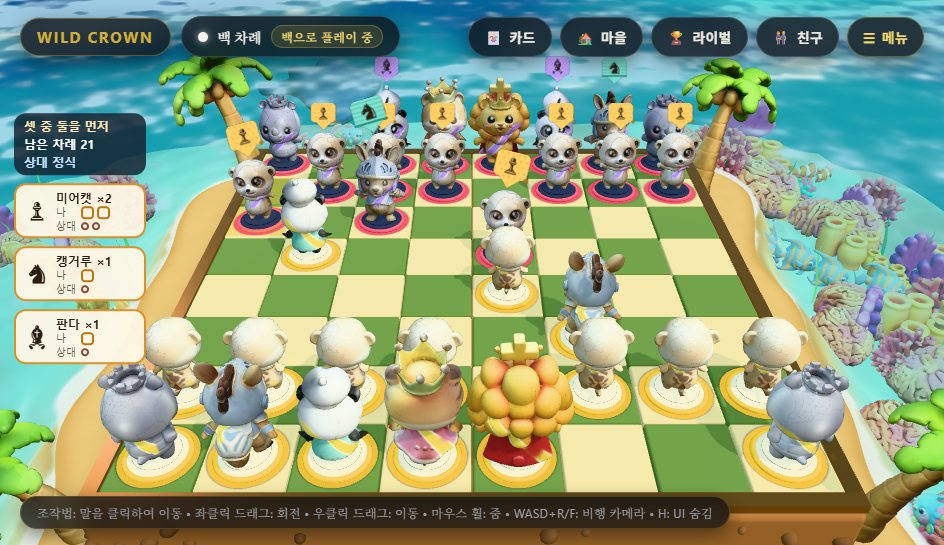 WILD CROWN
백 차례
백으로 플레이 중
카드
마을
라이벌
친구
메뉴
셋 중 둘을 먼저
남은 차례 21
상대 정식
미어캣 ×2
나
상대
캥거루 ×1
나
상대
판다 ×1
나
상대
조작법: 말을 클릭하여 이동 • 좌클릭 드래그: 회전 • 우클릭 드래그: 이동 • 마우스 휠: 줌 • WASD+R/F: 비행 카메라 • H: UI 숨김